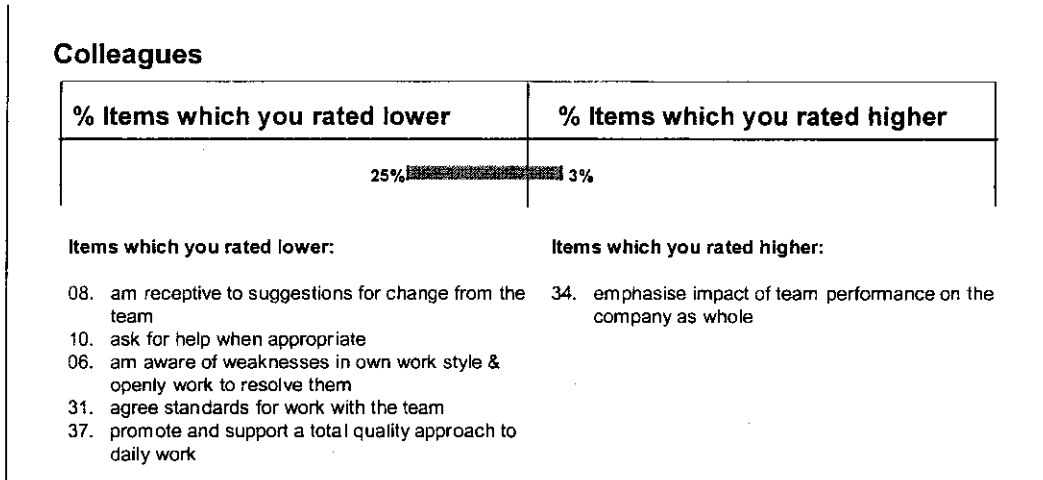 Colleagues
% Items which you rated lower
% Items which you rated higher
25%
3%
Items which you rated lower:
08. am receptive to suggestions for change from the
team
10. ask for help when appropriate
06. am aware of weaknesses in own work style &
openly work to resolve them
31. agree standards for work with the team
37. promote and support a total quality approach to
daily work
Items which you rated higher:
34. emphasise impact of team performance on the
company as whole